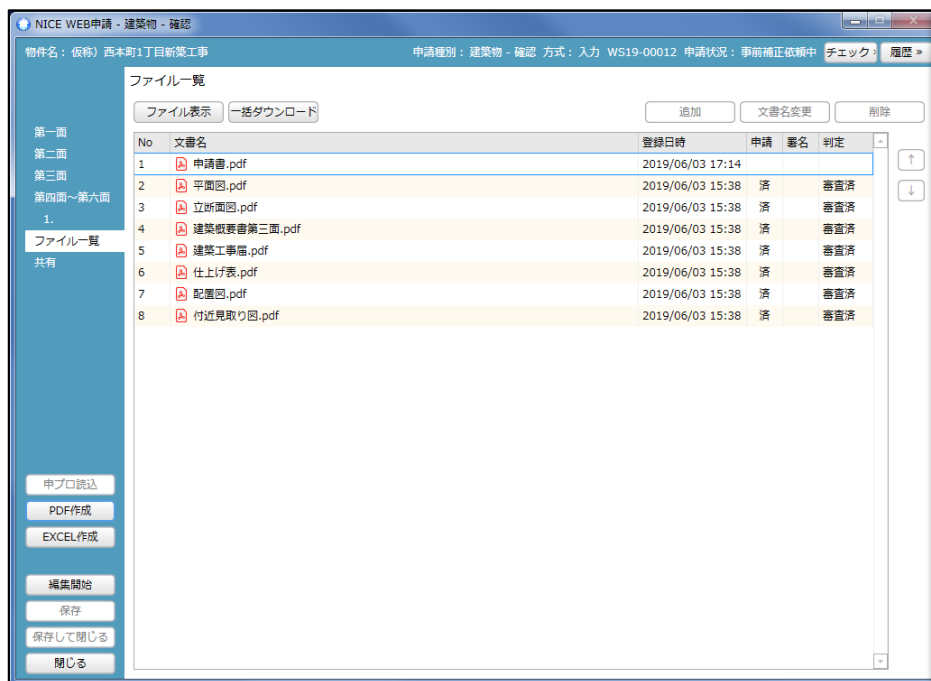 NICE WEB申請 - 建築物 - 確認
物件名： 仮称）西本町1丁目新築工事 申請種別： 建築物 - 確認 方式： 入力 WS19-00012 申請状況： 事前補正依頼中 チェック» 履歴 »
ファイル一覧
ファイル表示 一括ダウンロード 追加 文書名変更 削除
第一面
第二面
第三面
第四面～第六面
1.
ファイル一覧
共有
No 文書名 登録日時 申請 署名 判定
1 申請書.pdf 2019/06/03 17:14
2 平面図.pdf 2019/06/03 15:38 済 審査済
3 立断面図.pdf 2019/06/03 15:38 済 審査済
4 建築概要書第三面.pdf 2019/06/03 15:38 済 審査済
5 建築工事届.pdf 2019/06/03 15:38 済 審査済
6 仕上げ表.pdf 2019/06/03 15:38 済 審査済
7 配置図.pdf 2019/06/03 15:38 済 審査済
8 付近見取り図.pdf 2019/06/03 15:38 済 審査済
↑
↓
申プロ読込
PDF作成
EXCEL作成
編集開始
保存
保存して閉じる
閉じる